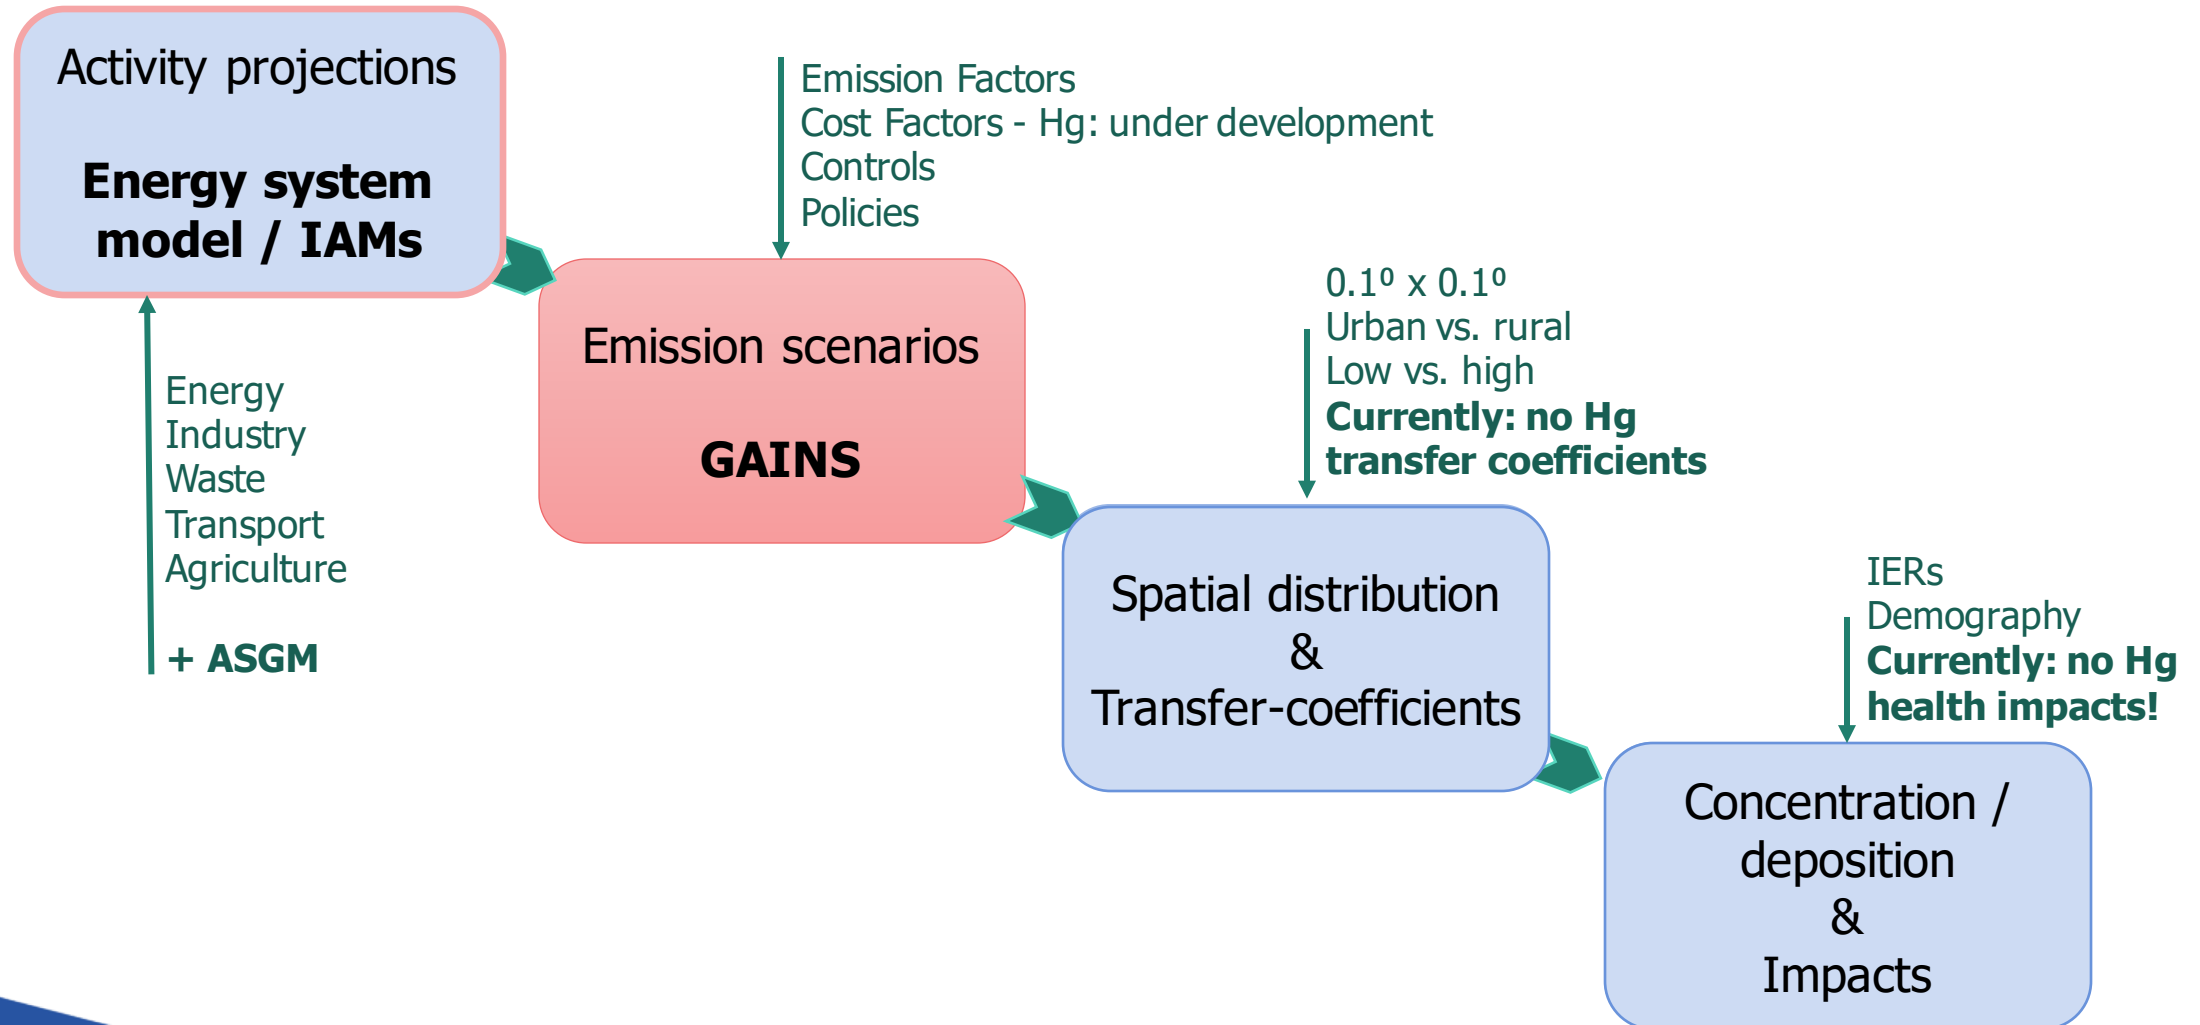 Activity projections
Energy system
model / IAMs
Energy
Industry
Waste
Transport
Agriculture
+ ASGM
Emission Factors
Cost Factors - Hg: under development
Controls
Policies
Emission scenarios
GAINS
0.1⁰ x 0.1⁰
Urban vs. rural
Low vs. high
Currently: no Hg
transfer coefficients
Spatial distribution
&
Transfer-coefficients
IERs
Demography
Currently: no Hg
health impacts!
Concentration /
deposition
&
Impacts